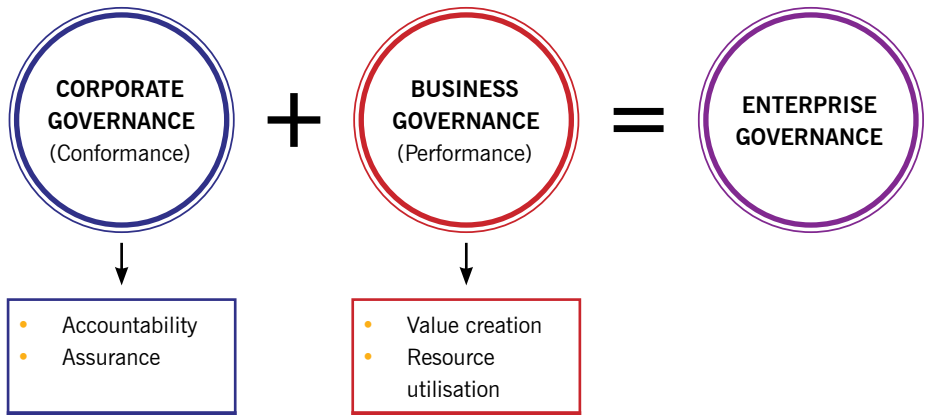 CORPORATE
GOVERNANCE
(Conformance)
+
BUSINESS
GOVERNANCE
(Performance)
=
ENTERPRISE
GOVERNANCE
• Accountability
• Assurance
• Value creation
• Resource
utilisation